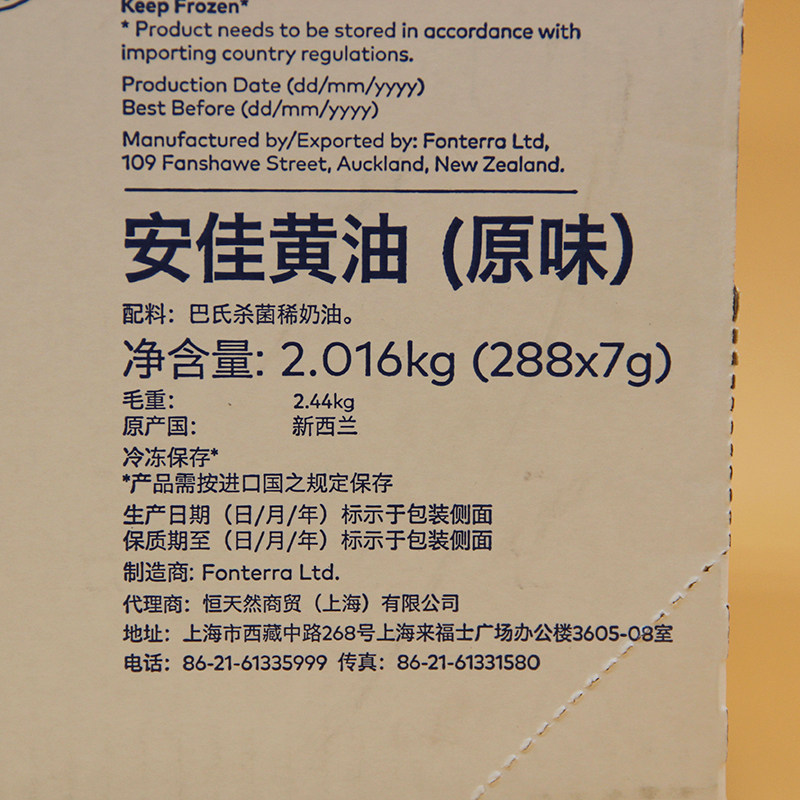 Keep Frozen*
* Product needs to be stored in accordance with
importing country regulations.
Production Date (dd/mm/yyyy)
Best Before (dd/mm/yyyy)
Manufactured by/Exported by: Fonterra Ltd,
109 Fanshawe Street, Auckland, New Zealand.
安佳黄油 (原味)
配料：巴氏杀菌稀奶油。
净含量: 2.016kg (288x7g)
毛重： 2.44kg
原产国： 新西兰
冷冻保存*
*产品需按进口国之规定保存
生产日期（日/月/年）标示于包装侧面
保质期至（日/月/年）标示于包装侧面
制造商: Fonterra Ltd.
代理商：恒天然商贸（上海）有限公司
地址：上海市西藏中路268号上海来福士广场办公楼3605-08室
电话：86-21-61335999 传真：86-21-61331580